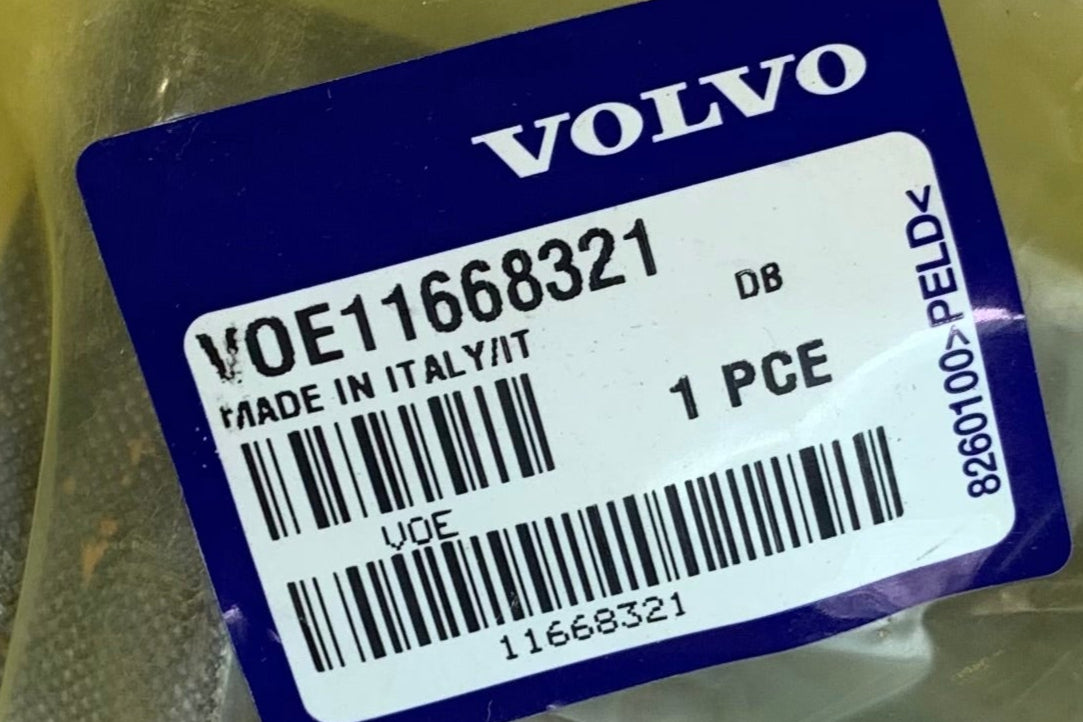 VOLVO
VOE11668321
MADE IN ITALY/IT
DB
1 PCE
VOE
11668321
8260100>PELD<